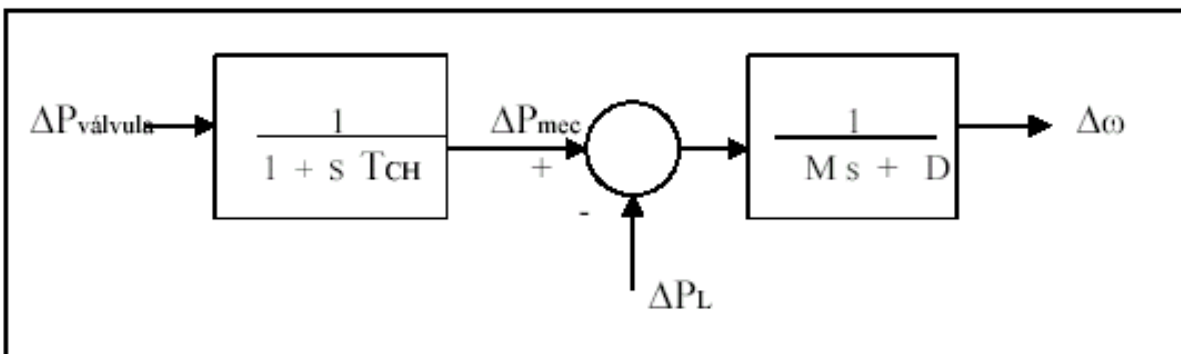 ΔPválvula
1
1 + s TCH
ΔPmec
+
-
ΔPL
1
M s + D
Δω